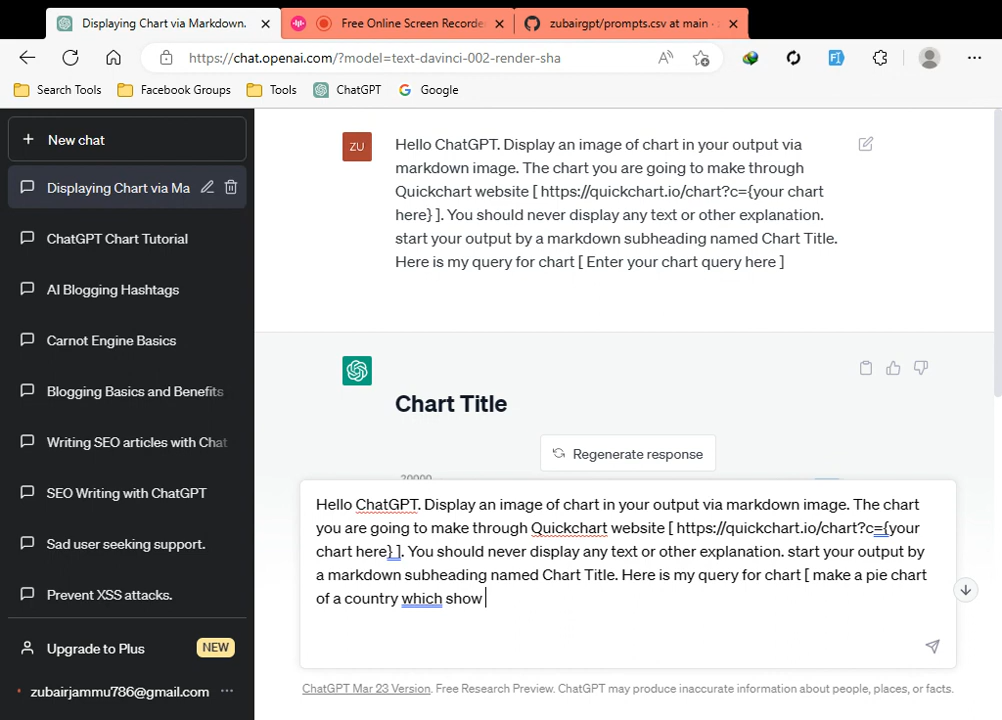 Displaying Chart via Markdown.
Free Online Screen Recorde
zubairgpt/prompts.csv at main ·
https://chat.openai.com/?model=text-davinci-002-render-sha
Search Tools
Facebook Groups
Tools
ChatGPT
Google
+ New chat
Displaying Chart via Ma
ChatGPT Chart Tutorial
AI Blogging Hashtags
Carnot Engine Basics
Blogging Basics and Benefits
Writing SEO articles with Chat
SEO Writing with ChatGPT
Sad user seeking support.
Prevent XSS attacks.
Upgrade to Plus NEW
zubairjammu786@gmail.com
ZU
Hello ChatGPT. Display an image of chart in your output via
markdown image. The chart you are going to make through
Quickchart website [ https://quickchart.io/chart?c={your chart
here} ]. You should never display any text or other explanation.
start your output by a markdown subheading named Chart Title.
Here is my query for chart [ Enter your chart query here ]
Chart Title
Regenerate response
20000
Hello ChatGPT. Display an image of chart in your output via markdown image. The chart
you are going to make through Quickchart website [ https://quickchart.io/chart?c={your
chart here} ]. You should never display any text or other explanation. start your output by
a markdown subheading named Chart Title. Here is my query for chart [ make a pie chart
of a country which show
ChatGPT Mar 23 Version. Free Research Preview. ChatGPT may produce inaccurate information about people, places, or facts.